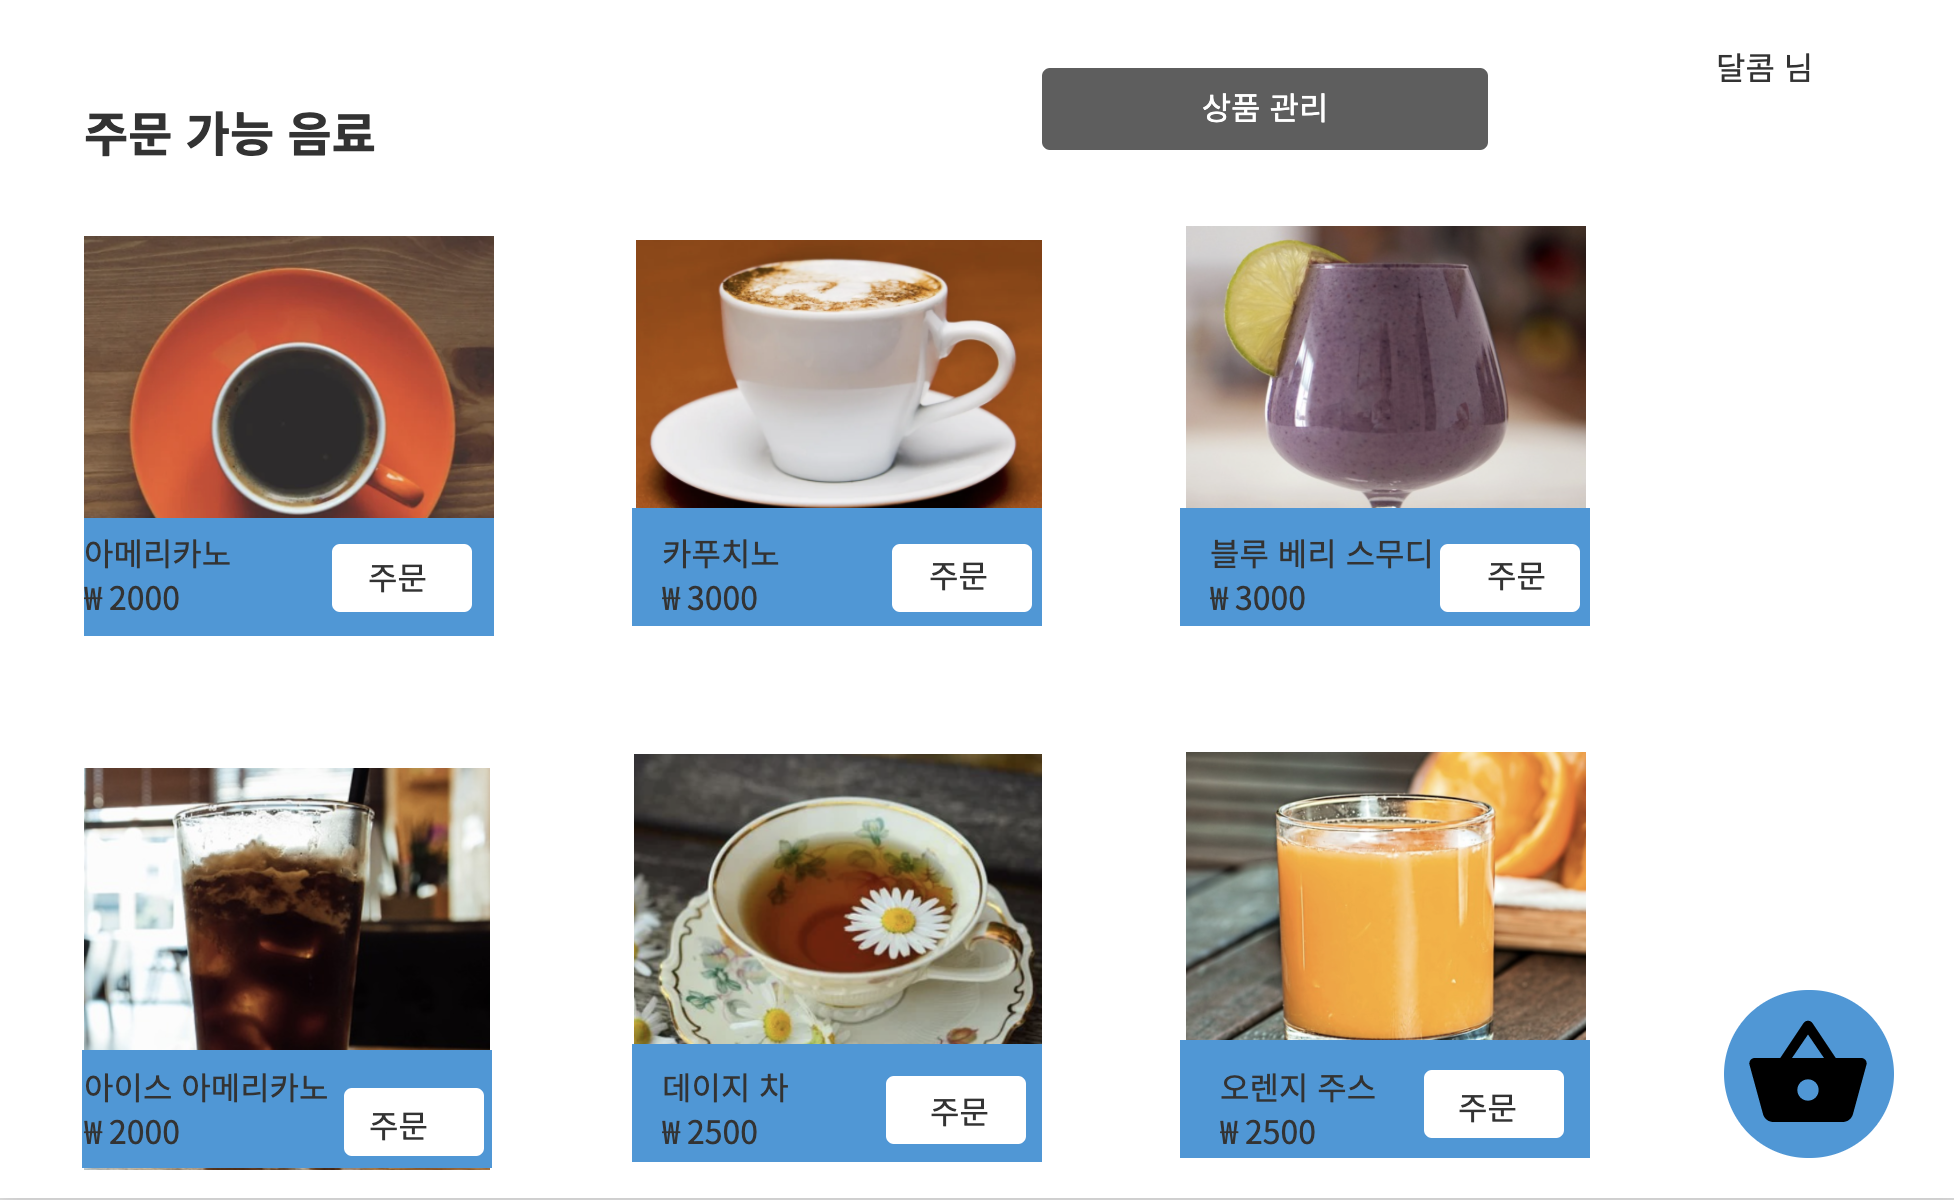 달콤 님
상품 관리
주문 가능 음료
아메리카노
₩ 2000
주문
카푸치노
₩ 3000
주문
블루 베리 스무디
₩ 3000
주문
아이스 아메리카노
₩ 2000
주문
데이지 차
₩ 2500
주문
오렌지 주스
₩ 2500
주문